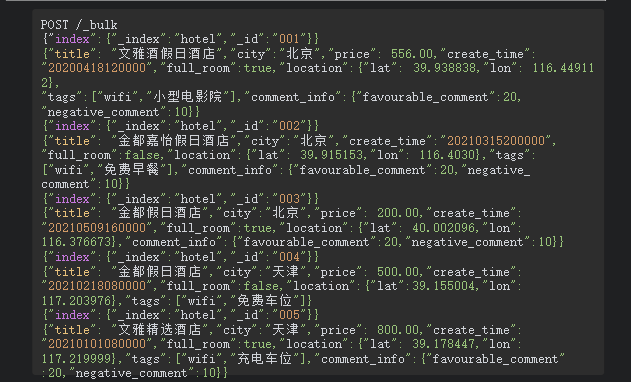 POST /_bulk
{"index":{"_index":"hotel","_id":"001"}}
{"title": "文雅酒假日酒店","city":"北京","price": 556.00,"create_time":
"20200418120000","full_room":true,"location":{"lat": 39.938838,"lon": 116.44911
2},
"tags":["wifi","小型电影院"],"comment_info":{"favourable_comment":20,
"negative_comment":10}}
{"index":{"_index":"hotel","_id":"002"}}
{"title": "金都嘉怡假日酒店","city":"北京","create_time":"20210315200000",
"full_room":false,"location":{"lat": 39.915153,"lon": 116.4030},"tags":
["wifi","免费早餐"],"comment_info":{"favourable_comment":20,"negative_
comment":10}}
{"index":{"_index":"hotel","_id":"003"}}
{"title": "金都假日酒店","city":"北京","price": 200.00,"create_time":
"20210509160000","full_room":true,"location":{"lat": 40.002096,"lon":
116.376673},"comment_info":{"favourable_comment":20,"negative_comment":10}}
{"index":{"_index":"hotel","_id":"004"}}
{"title": "金都假日酒店","city":"天津","price": 500.00,"create_time":
"20210218080000","full_room":false,"location":{"lat":39.155004,"lon":
117.203976},"tags":["wifi","免费车位"]}
{"index":{"_index":"hotel","_id":"005"}}
{"title": "文雅精选酒店","city":"天津","price": 800.00,"create_time":
"20210101080000","full_room":true,"location":{"lat": 39.178447,"lon":
117.219999},"tags":["wifi","充电车位"],"comment_info":{"favourable_comment"
:20,"negative_comment":10}}